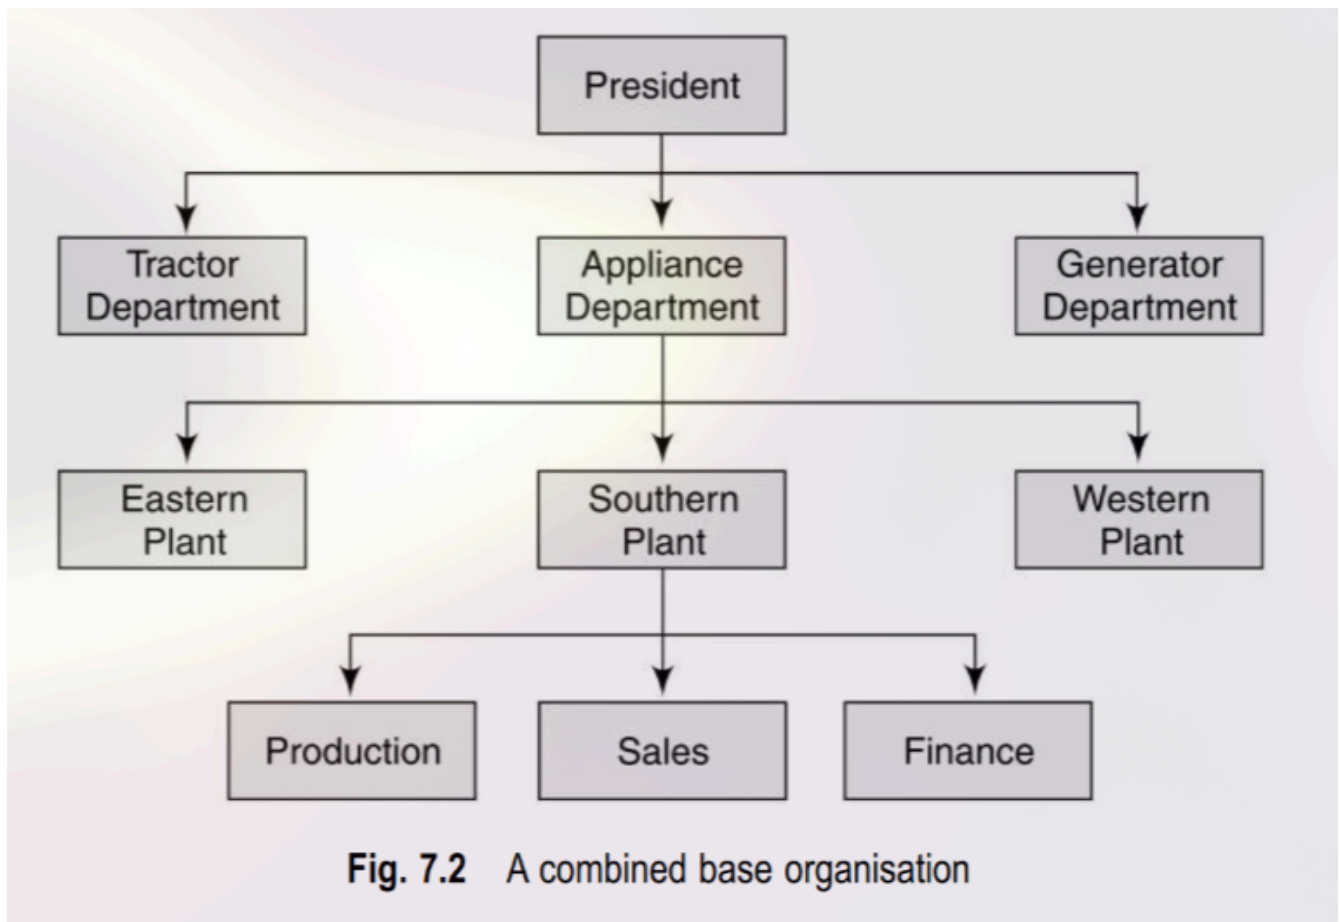 President
Tractor
Department
Appliance
Department
Generator
Department
Eastern
Plant
Southern
Plant
Western
Plant
Production
Sales
Finance
Fig. 7.2 A combined base organisation